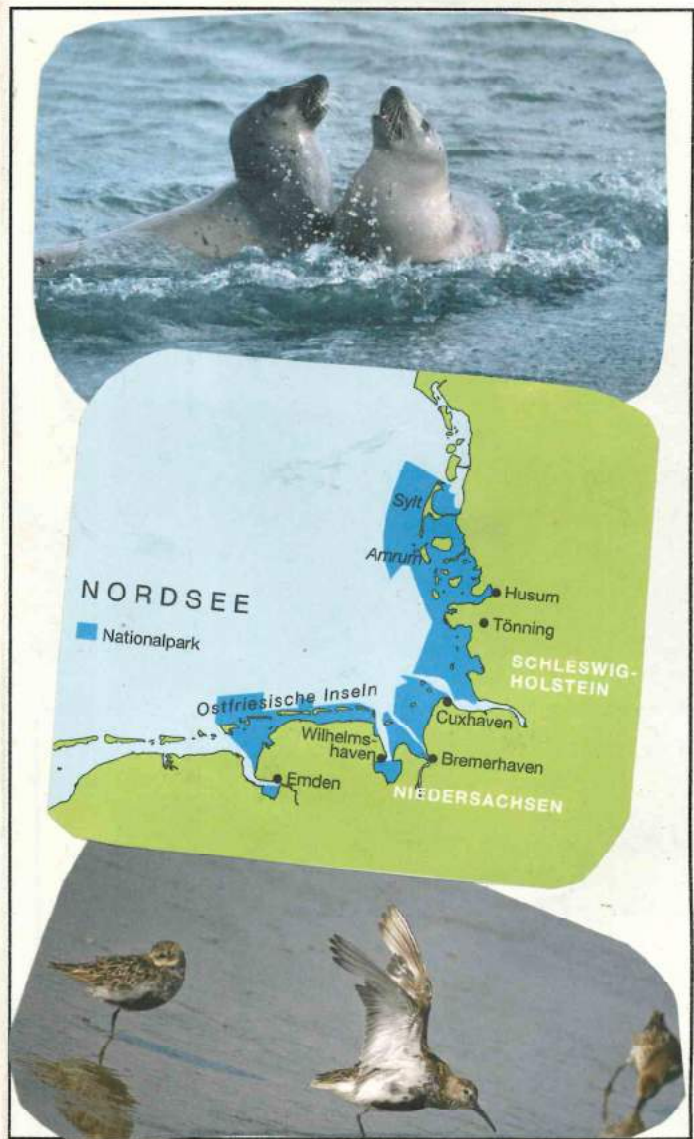 Sylt
Amrum
NORDSEE
Husum
Nationalpark
Tönning
SCHLESWIG-
HOLSTEIN
Ostfriesische Inseln
Cuxhaven
Wilhelms-
haven
Bremerhaven
Emden
NIEDERSACHSEN